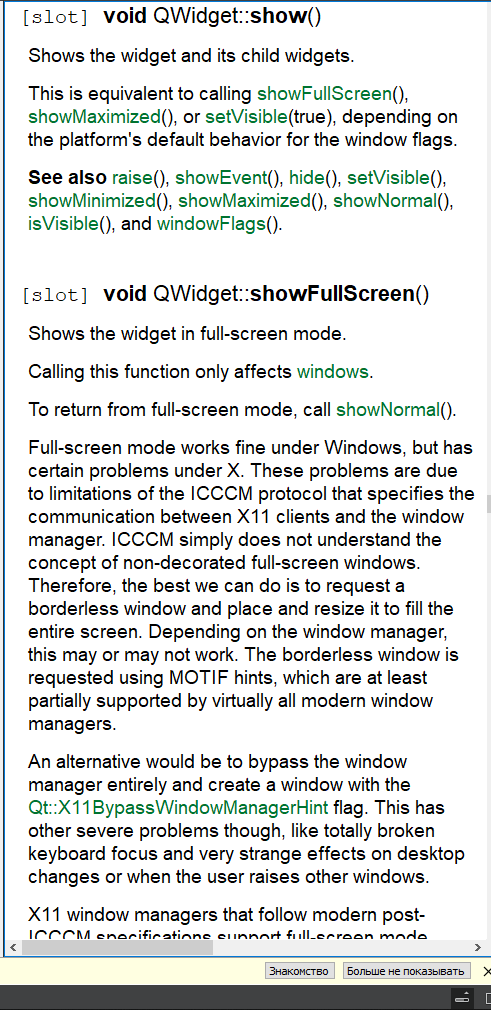 [slot] void QWidget::show()
Shows the widget and its child widgets.
This is equivalent to calling showFullScreen(),
showMaximized(), or setVisible(true), depending on
the platform's default behavior for the window flags.
See also raise(), showEvent(), hide(), setVisible(),
showMinimized(), showMaximized(), showNormal(),
isVisible(), and windowFlags().
[slot] void QWidget::showFullScreen()
Shows the widget in full-screen mode.
Calling this function only affects windows.
To return from full-screen mode, call showNormal().
Full-screen mode works fine under Windows, but has
certain problems under X. These problems are due
to limitations of the ICCCM protocol that specifies the
communication between X11 clients and the window
manager. ICCCM simply does not understand the
concept of non-decorated full-screen windows.
Therefore, the best we can do is to request a
borderless window and place and resize it to fill the
entire screen. Depending on the window manager,
this may or may not work. The borderless window is
requested using MOTIF hints, which are at least
partially supported by virtually all modern window
managers.
An alternative would be to bypass the window
manager entirely and create a window with the
Qt::X11BypassWindowManagerHint flag. This has
other severe problems though, like totally broken
keyboard focus and very strange effects on desktop
changes or when the user raises other windows.
X11 window managers that follow modern post-
ICCCM specifications support full-screen mode
Знакомство Больше не показывать